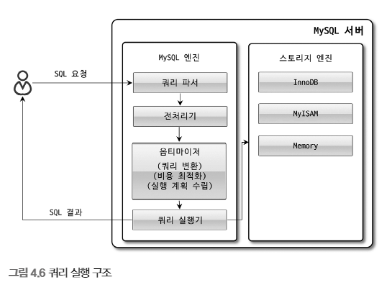 MySQL 서버
MySQL 엔진
스토리지 엔진
SQL 요청
쿼리 파서
InnoDB
전처리기
MyISAM
옵티마이저
(쿼리 변환)
(비용 최적화)
(실행 계획 수립)
Memory
SQL 결과
쿼리 실행기
그림 4.6 쿼리 실행 구조